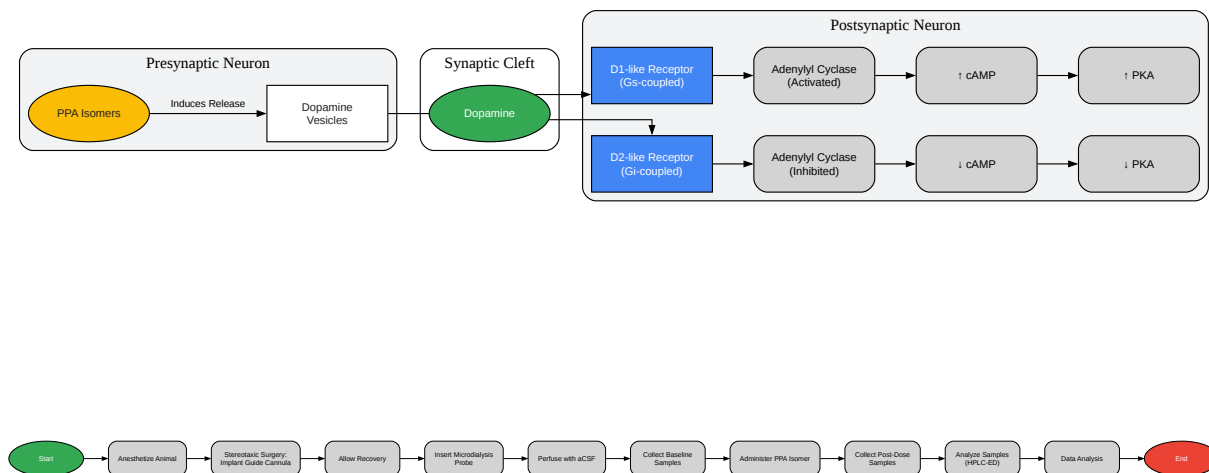 Postsynaptic Neuron
Presynaptic Neuron
Synaptic Cleft
PPA Isomers
Induces Release
Dopamine
Vesicles
Dopamine
D1-like Receptor
(Gs-coupled)
Adenylyl Cyclase
(Activated)
↑ cAMP
↑ PKA
D2-like Receptor
(Gi-coupled)
Adenylyl Cyclase
(Inhibited)
↓ cAMP
↓ PKA
Start
Anesthetize Animal
Stereotaxic Surgery:
Implant Guide Cannula
Allow Recovery
Insert Microdialysis
Probe
Perfuse with aCSF
Collect Baseline
Samples
Administer PPA Isomer
Collect Post-Dose
Samples
Analyze Samples
(HPLC-ED)
Data Analysis
End